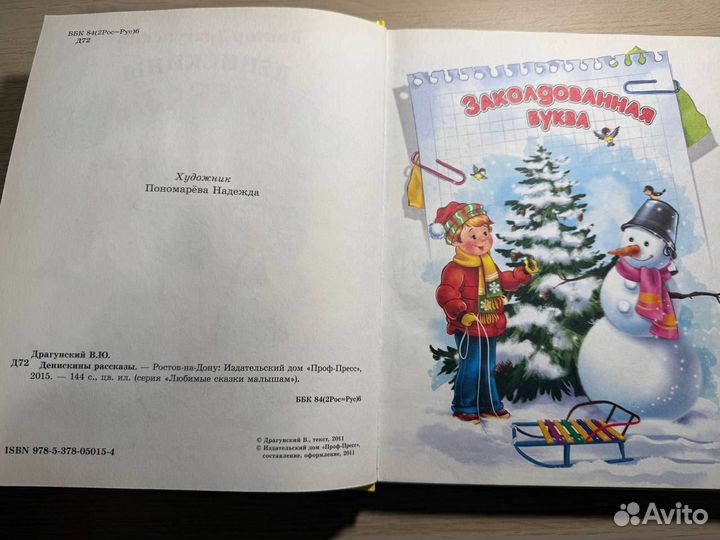 ББК 84(2Рос=Рус)6
Д72
Художник
Пономарёва Надежда
Драгунский В.Ю.
Д72 Денискины рассказы. — Ростов-на-Дону: Издательский дом «Проф-Пресс»,
2015. — 144 с., цв. ил. (серия «Любимые сказки малышам»).
ББК 84(2Рос=Рус)6
ISBN 978-5-378-05015-4
© Драгунский В., текст, 2011
© Издательский дом «Проф-Пресс»,
составление, оформление, 2011
ЗАКОЛДОВАННАЯ
БУКВА
Avito